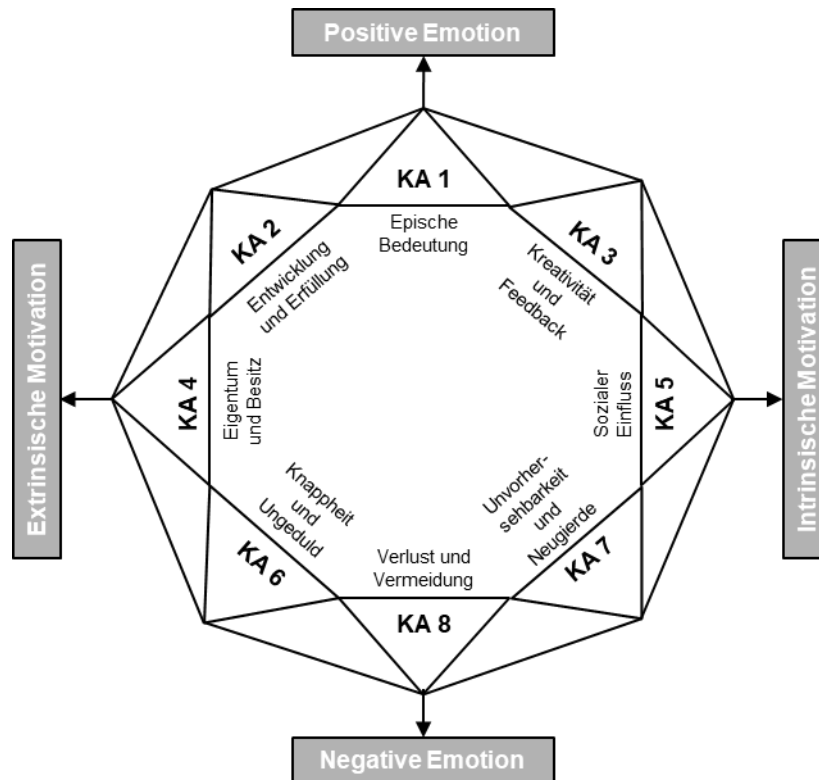 Positive Emotion
KA 1
Epische
Bedeutung
KA 2
Entwicklung
und Erfüllung
KA 3
Kreativität
und
Feedback
Extrinsische Motivation
KA 4
Eigentum
und Besitz
Sozialer
Einfluss
KA 5
Intrinsische Motivation
Knappheit
und
Ungeduld
KA 6
Unvorher-
sehbarkeit
und
Neugierde
KA 7
Verlust und
Vermeidung
KA 8
Negative Emotion